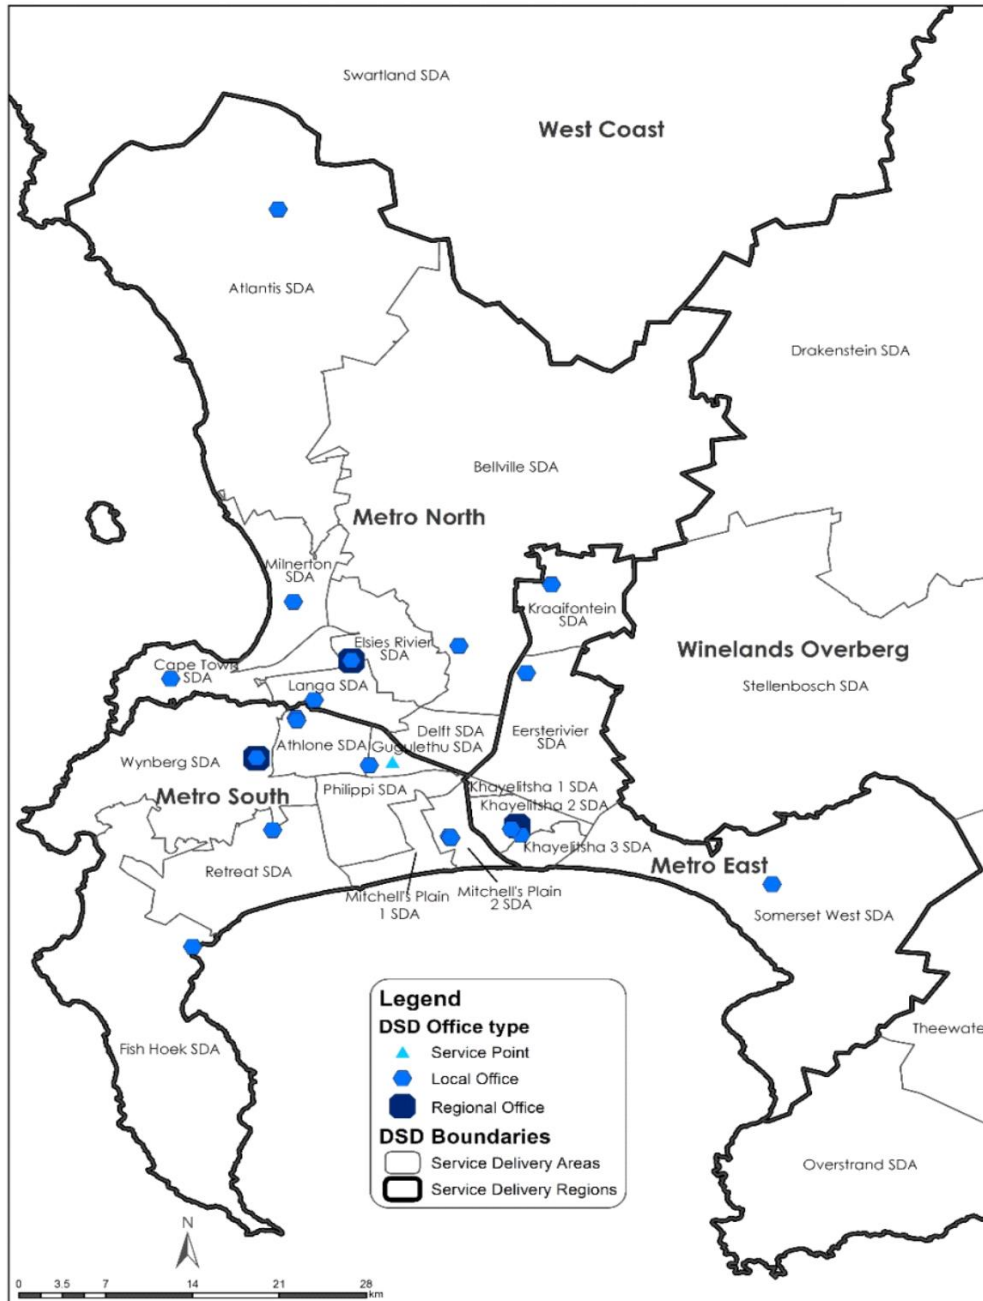 Swartland SDA
West Coast
Atlantis SDA
Drakenstein SDA
Bellville SDA
Metro North
Milnerton
SDA
Kraaifontein
SDA
Elsies Rivier
SDA
Winelands Overberg
Cape Town
SDA
Langa SDA
Stellenbosch SDA
Delft SDA
Eersterivier
SDA
Athlone SDA
Gugulethu SDA
Wynberg SDA
Philippi SDA
Khayelitsha 1 SDA
Metro South
Khayelitsha 2 SDA
Khayelitsha 3 SDA
Retreat SDA
Metro East
Mitchell's Plain
1 SDA
Mitchell's Plain
2 SDA
Somerset West SDA
Fish Hoek SDA
Theewate
Overstrand SDA
Legend
DSD Office type
Service Point
Local Office
Regional Office
DSD Boundaries
Service Delivery Areas
Service Delivery Regions
N
0 3.5 7 14 21 28
km